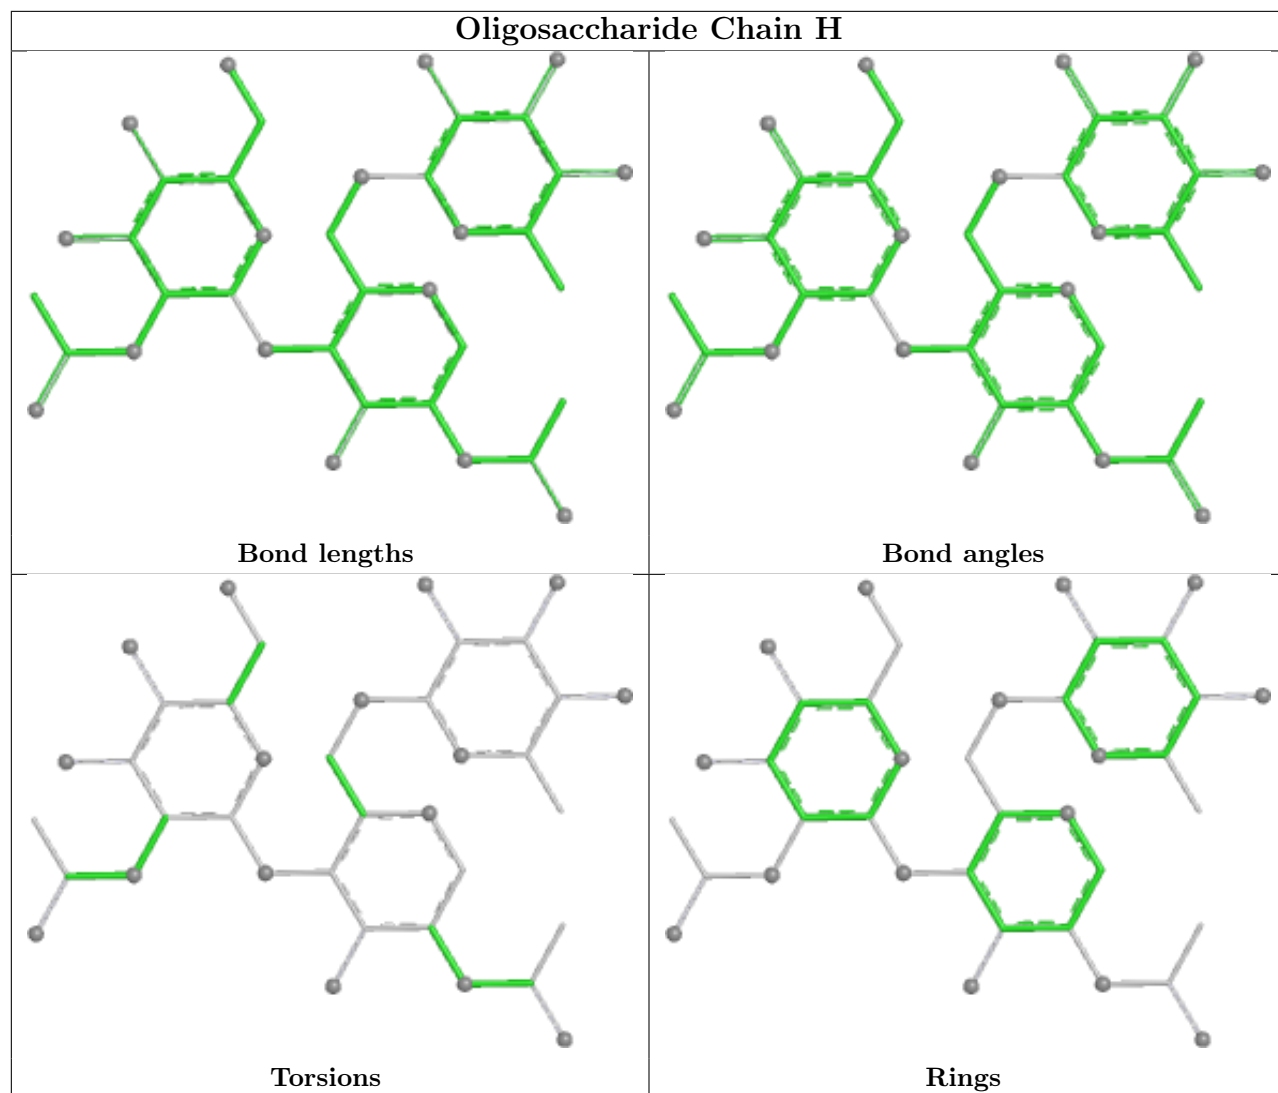 Oligosaccharide Chain H
Bond lengths
Bond angles
Torsions
Rings